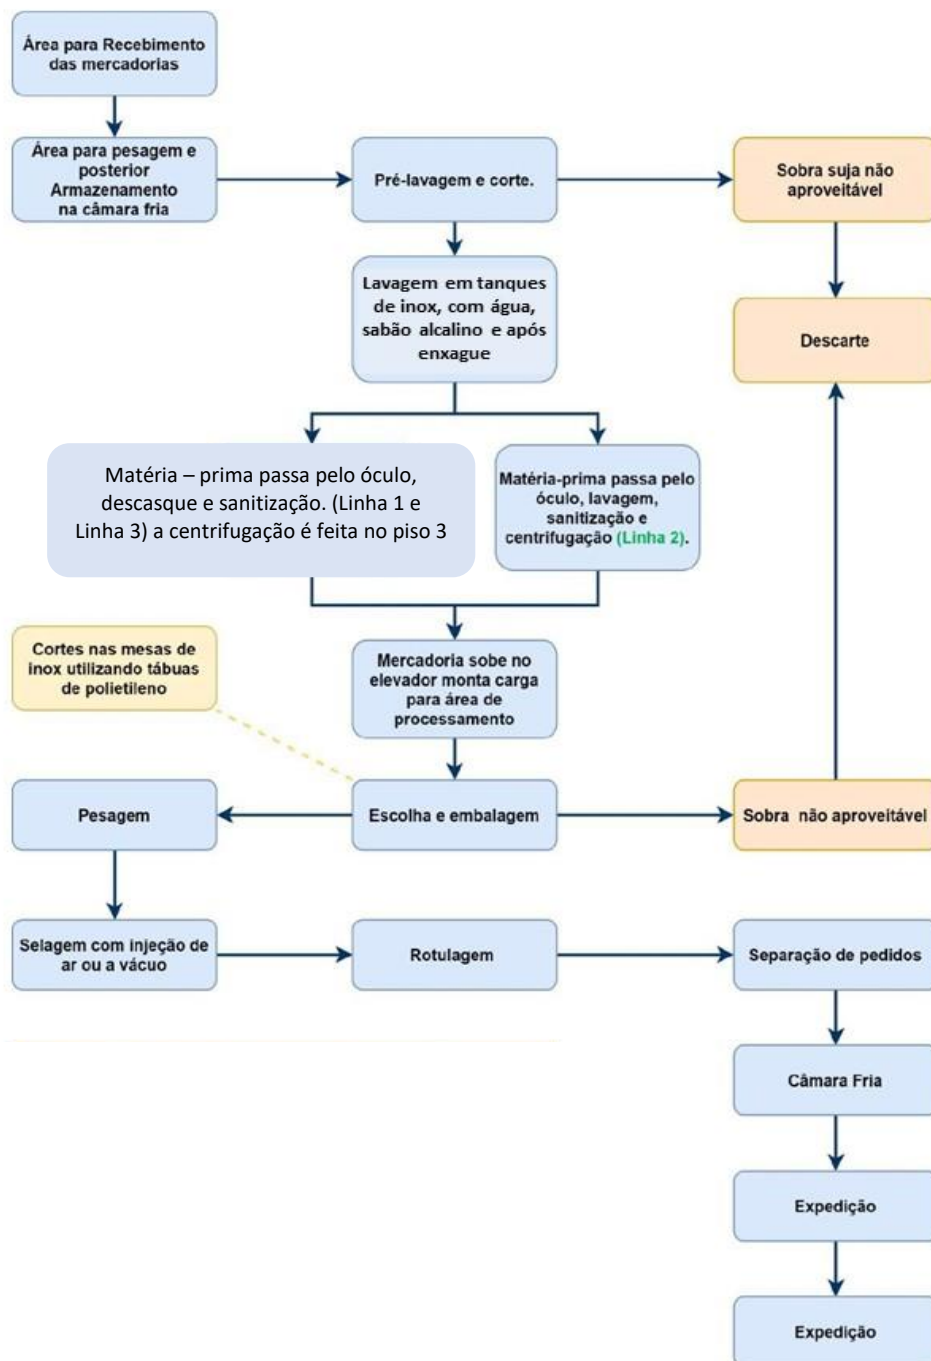 Área para Recebimento
das mercadorias
Área para pesagem e
posterior
Armazenamento
na câmara fria
Pré-lavagem e corte.
Sobra suja não
aproveitável
Lavagem em tanques
de inox, com água,
sabão alcalino e após
enxague
Descarte
Matéria – prima passa pelo óculo,
descasque e sanitização. (Linha 1 e
Linha 3) a centrifugação é feita no piso 3
Matéria-prima passa pelo
óculo, lavagem,
sanitização e
centrifugação (Linha 2).
Cortes nas mesas de
inox utilizando tábuas
de polietileno
Mercadoria sobe no
elevador monta carga
para área de
processamento
Pesagem
Escolha e embalagem
Sobra não aproveitável
Selagem com injeção de
ar ou a vácuo
Rotulagem
Separação de pedidos
Câmara Fria
Expedição
Expedição